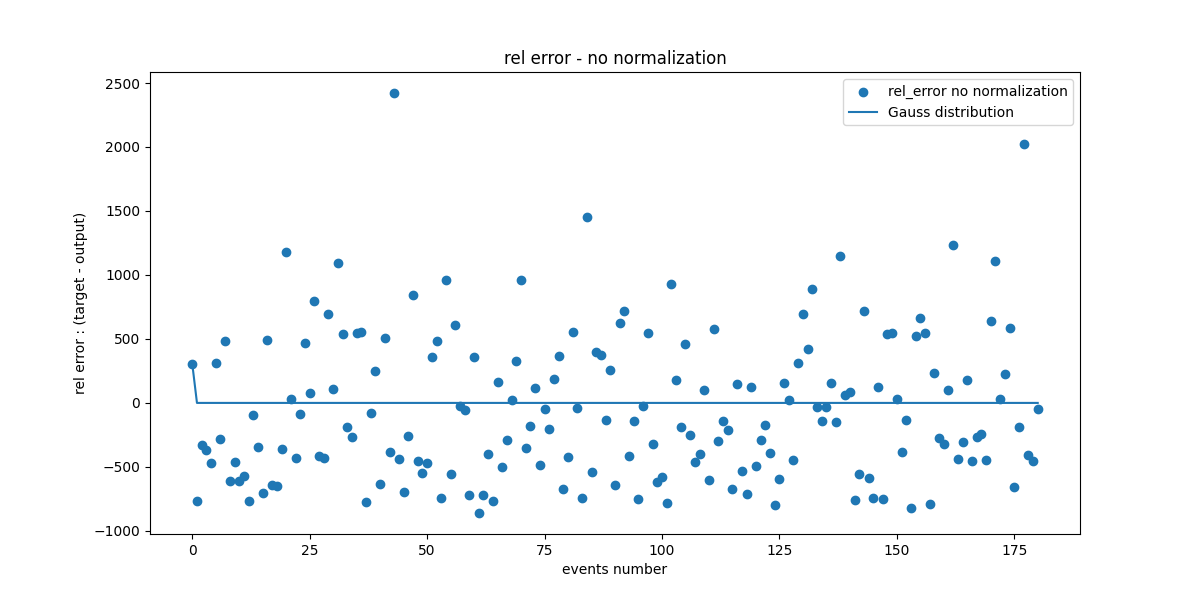 rel error - no normalization
rel_error no normalization
Gauss distribution
rel error : (target - output)
2500
2000
1500
1000
500
0
−500
−1000
0 25 50 75 100 125 150 175
events number